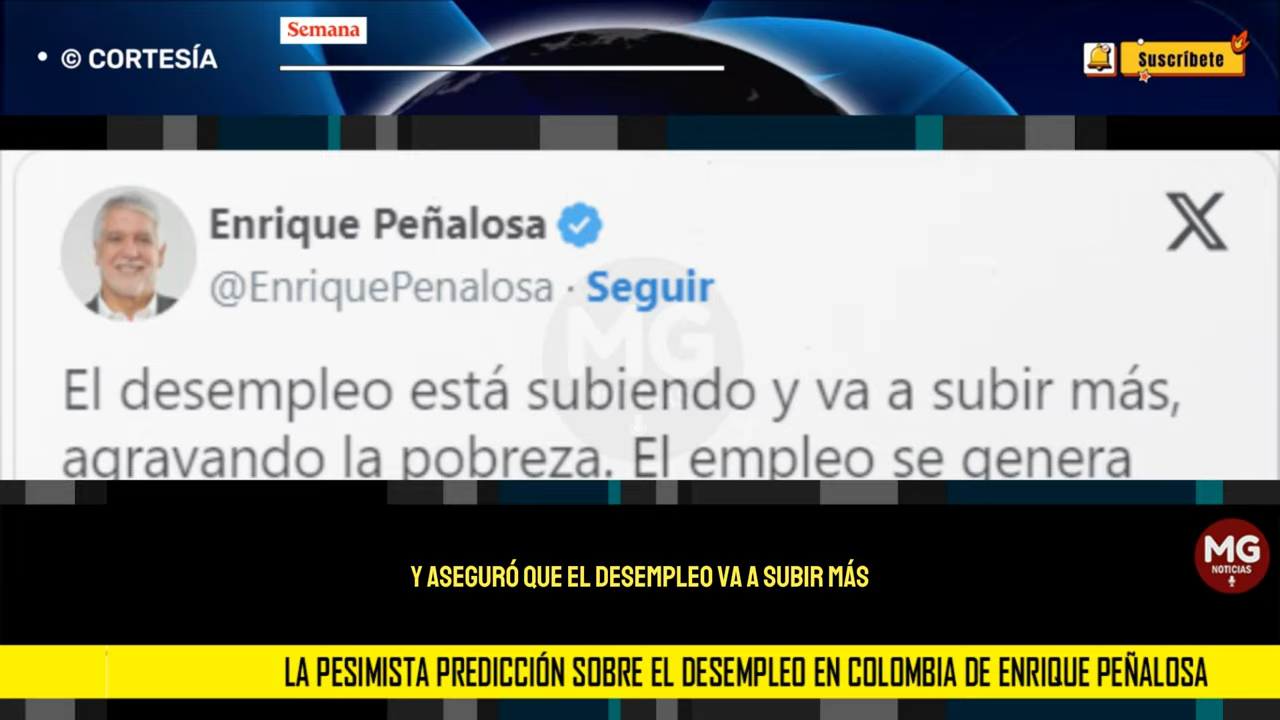 • © CORTESÍA
Semana
Suscríbete
Enrique Peñalosa
@EnriquePenalosa · Seguir
MG
El desempleo está subiendo y va a subir más,
agravando la pobreza. El empleo se genera
Y ASEGURÓ QUE EL DESEMPLEO VA A SUBIR MÁS
MG
NOTICIAS
LA PESIMISTA PREDICCIÓN SOBRE EL DESEMPLEO EN COLOMBIA DE ENRIQUE PEÑALOSA